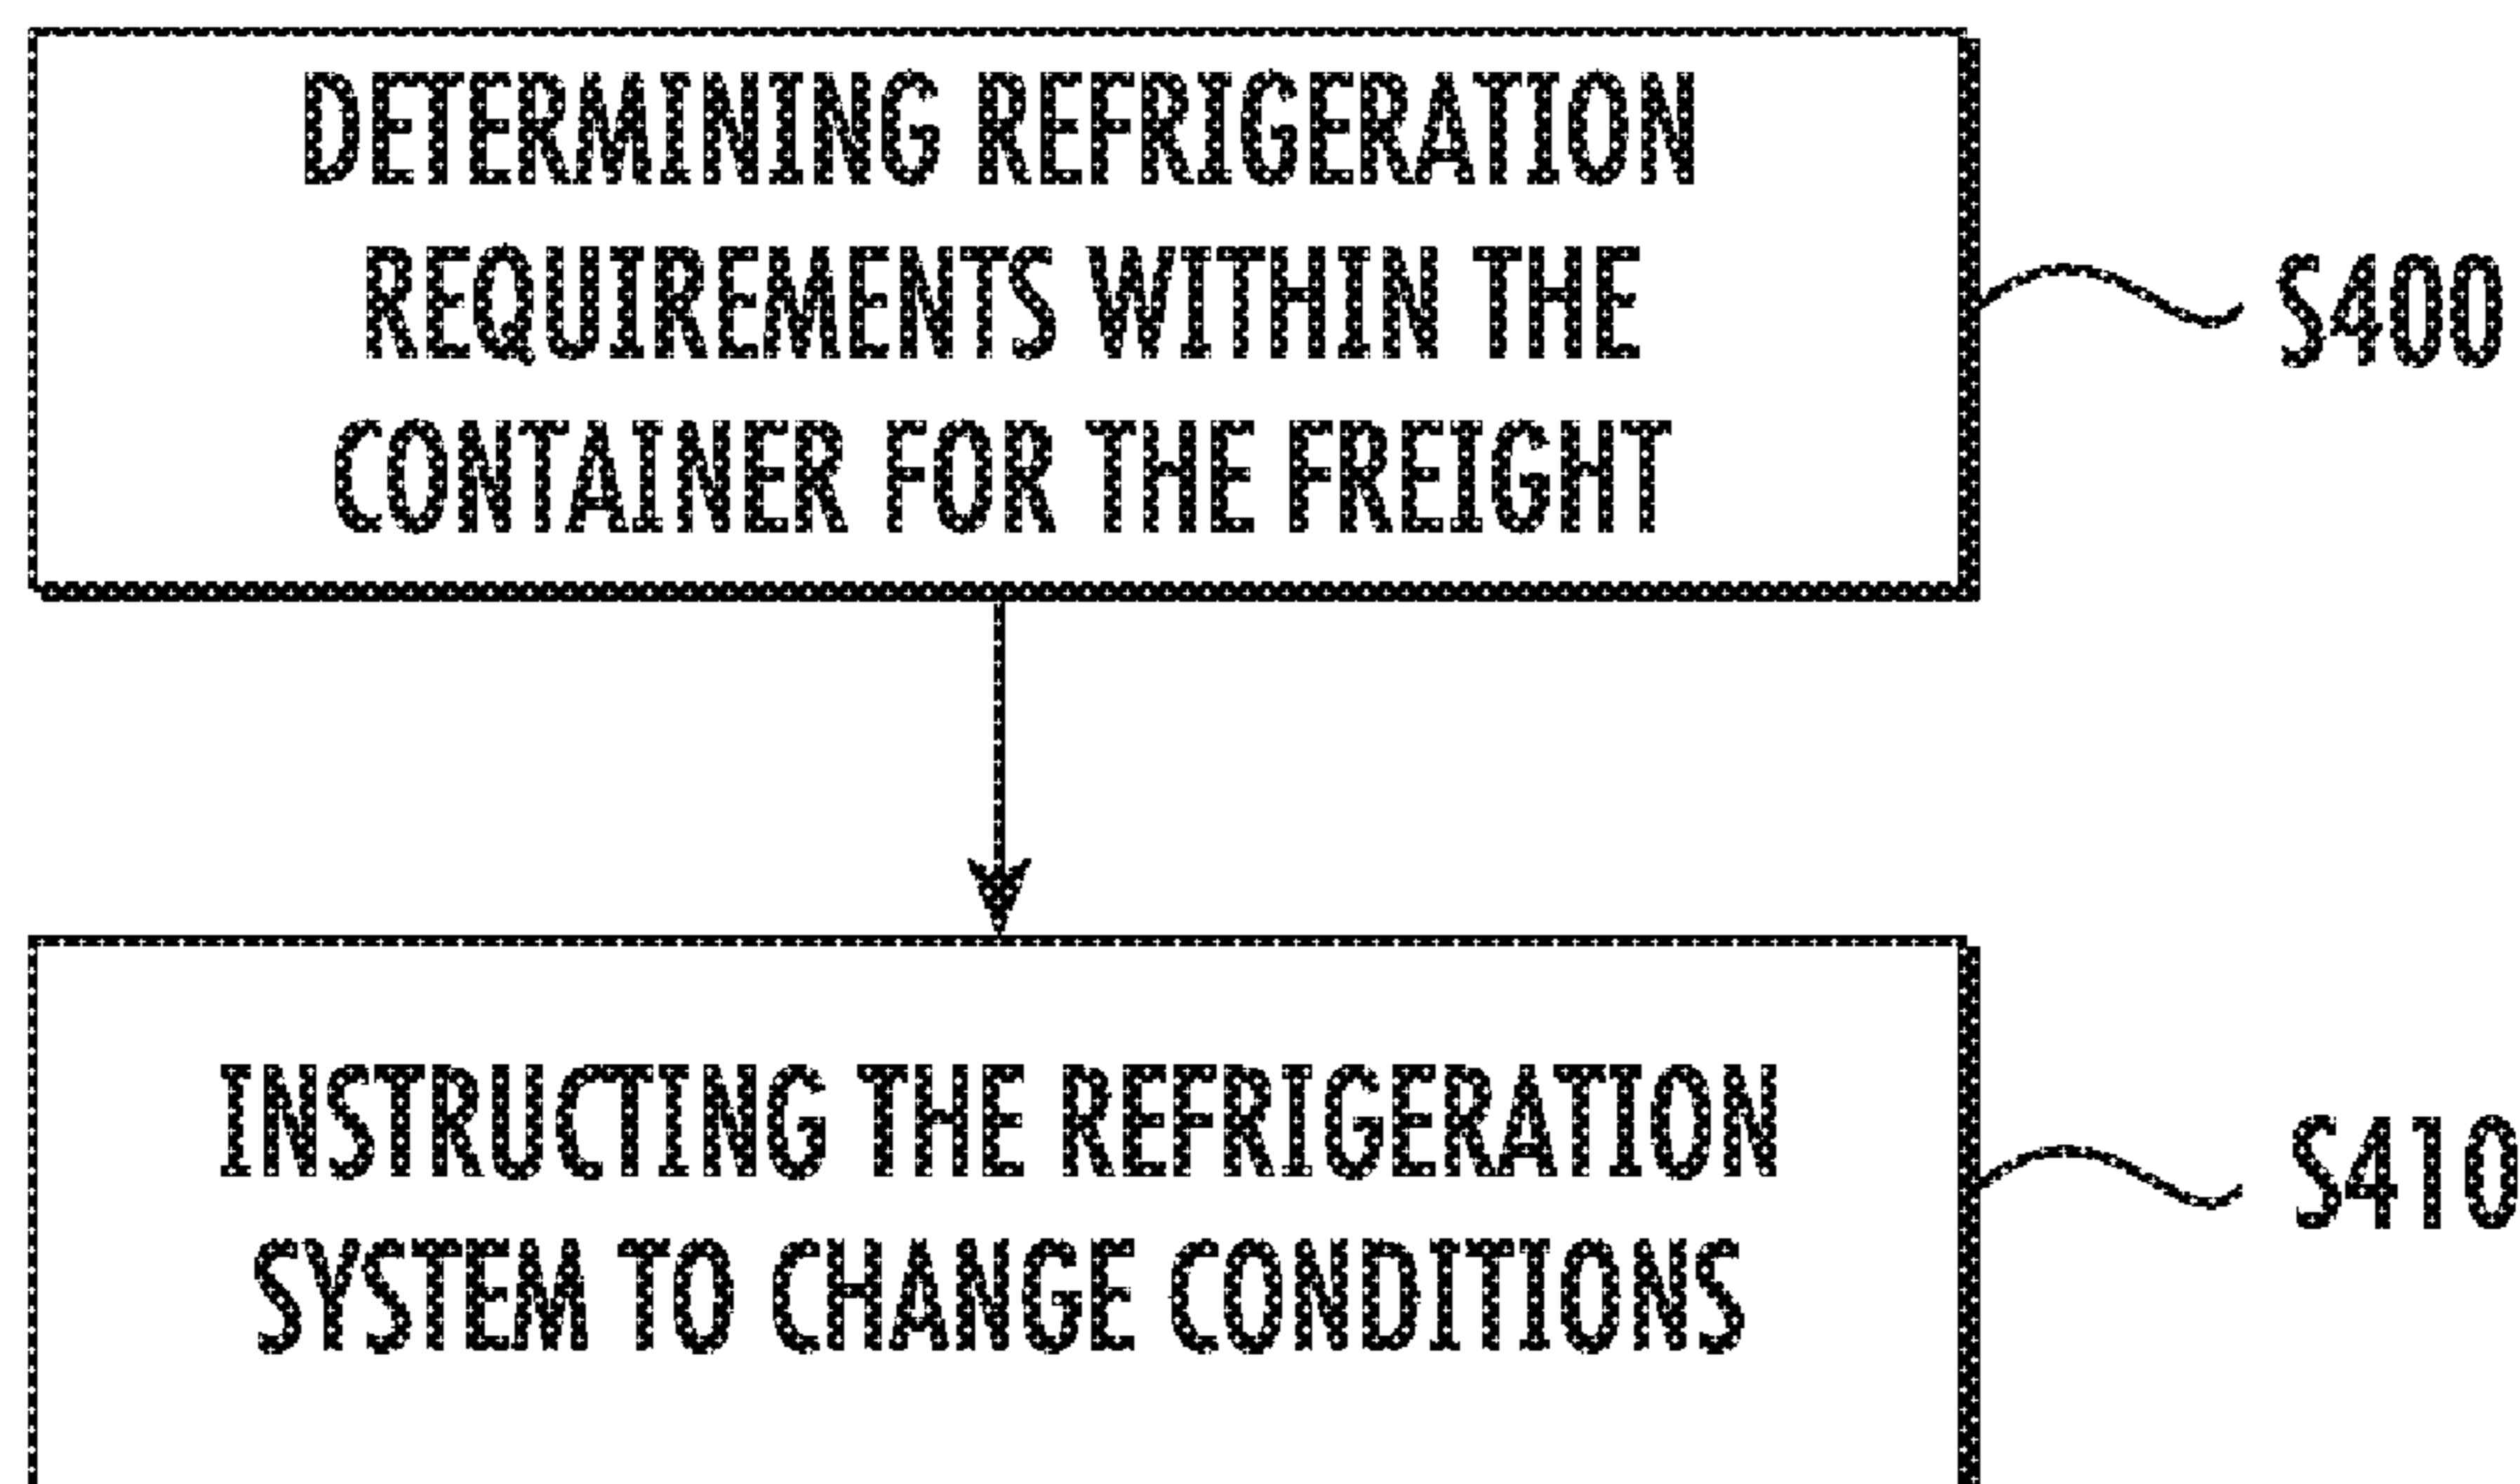 DETERMINING REFRIGERATION
REQUIREMENTS WITHIN THE
CONTAINER FOR THE FREIGHT
S400
INSTRUCTING THE REFRIGERATION
SYSTEM TO CHANGE CONDITIONS
S410